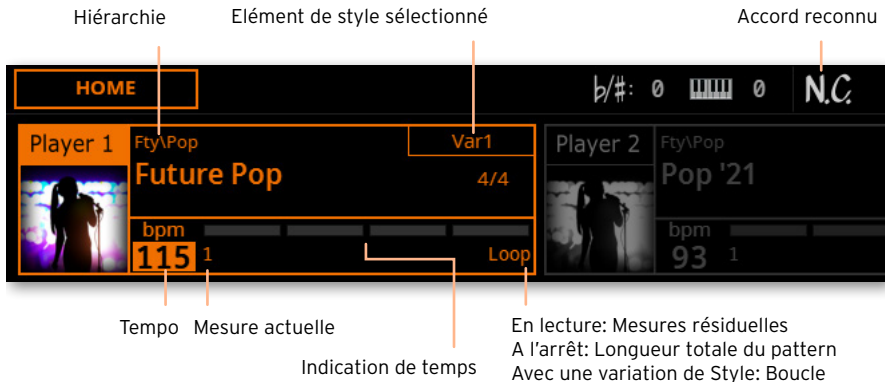 Hiérarchie
Elément de style sélectionné
Accord reconnu
HOME
b/#: 0
0
N.C.
Player 1
Fty\Pop
Var1
Future Pop
4/4
bpm
115
1
Loop
Player 2
Fty\Pop
Pop '21
bpm
93
1
Tempo
Mesure actuelle
Indication de temps
En lecture: Mesures résiduelles
A l'arrêt: Longueur totale du pattern
Avec une variation de Style: Boucle